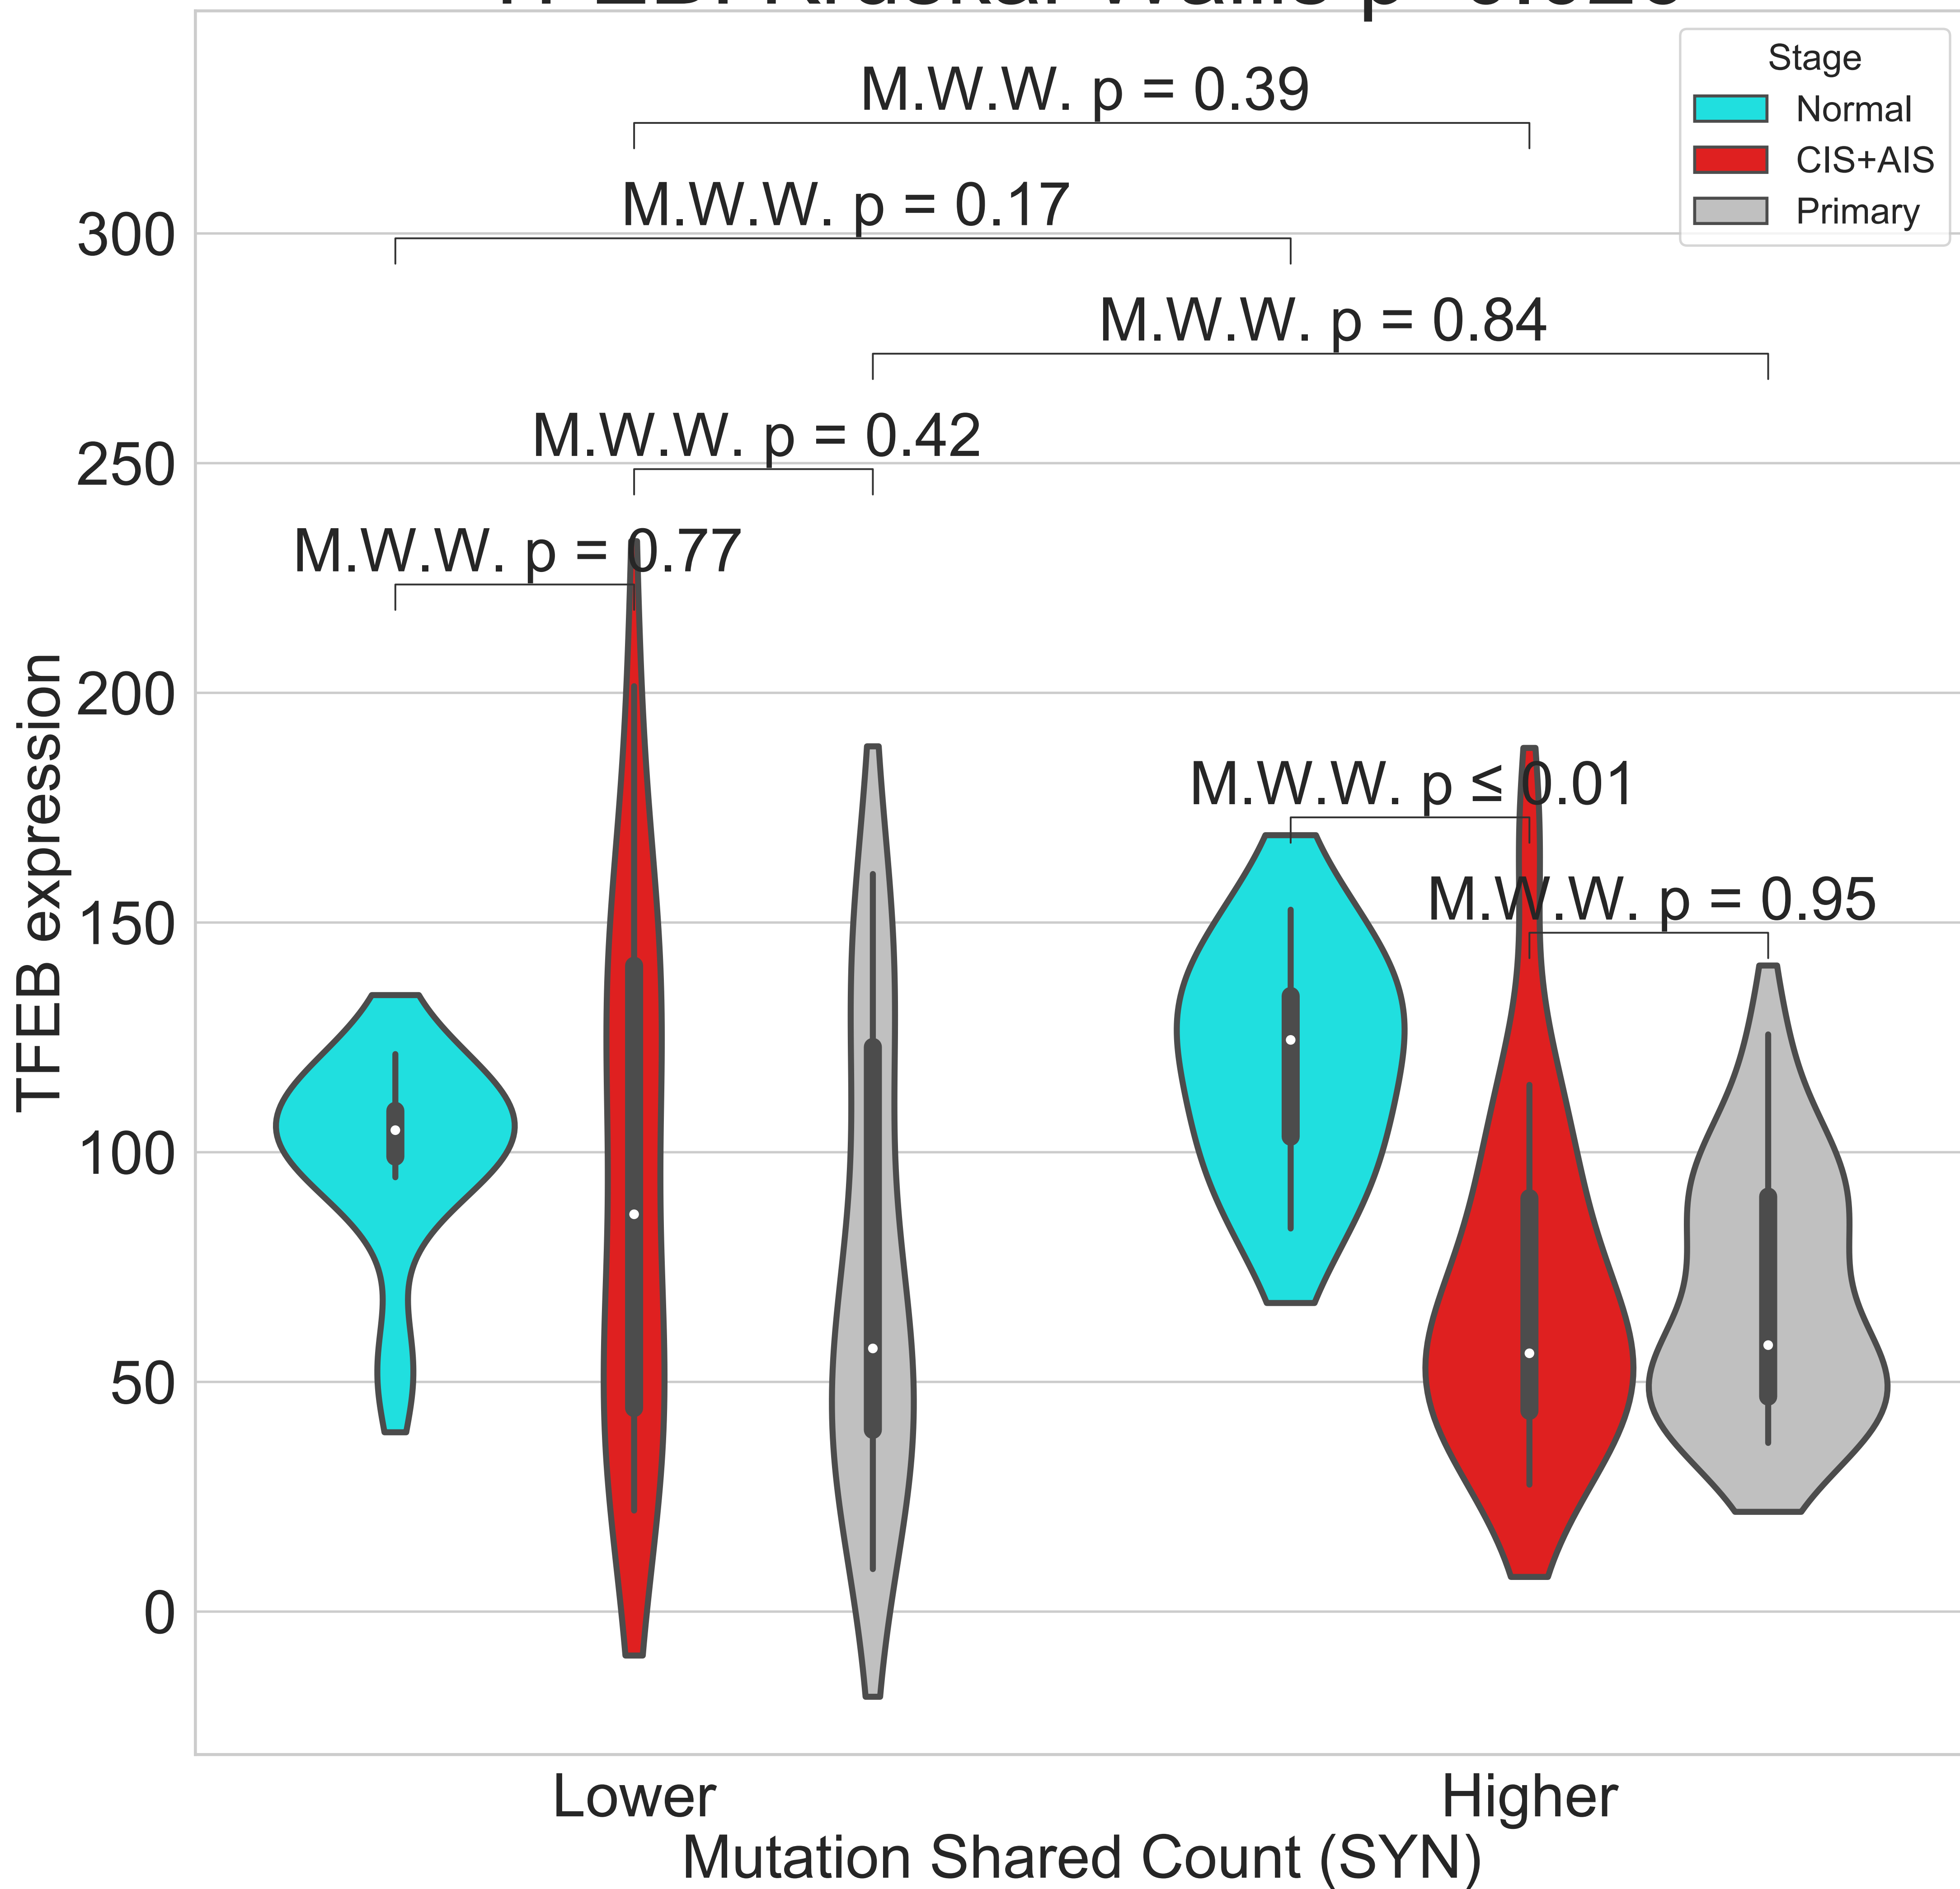 Stage
Normal
CIS+AIS
Primary
M.W.W. p = 0.39
M.W.W. p = 0.17
M.W.W. p = 0.84
M.W.W. p = 0.42
M.W.W. p = 0.77
M.W.W. p ≤ 0.01
M.W.W. p = 0.95
TFEB expression
300
250
200
150
100
50
0
Lower
Higher
Mutation Shared Count (SYN)